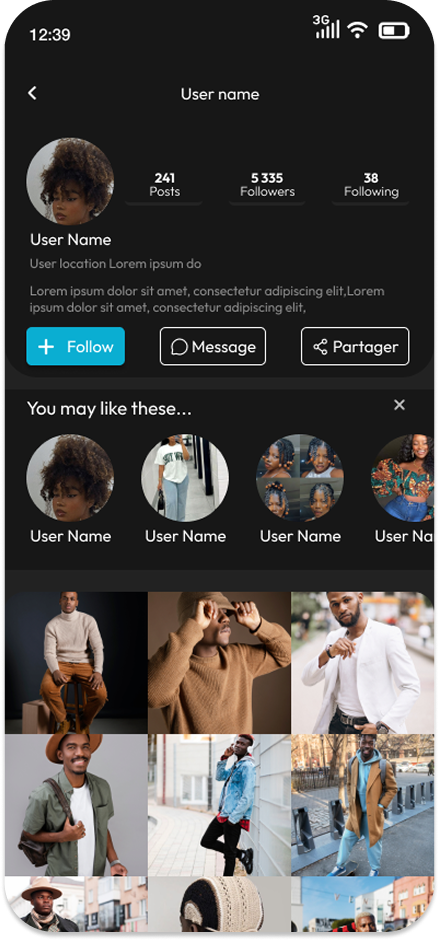 12:39
3G
User name
241
Posts
5 335
Followers
38
Following
User Name
User location Lorem ipsum do
Lorem ipsum dolor sit amet, consectetur adipiscing elit,Lorem
ipsum dolor sit amet, consectetur adipiscing elit,
Follow
Message
Partager
You may like these...
User Name
User Name
User Name
User Na